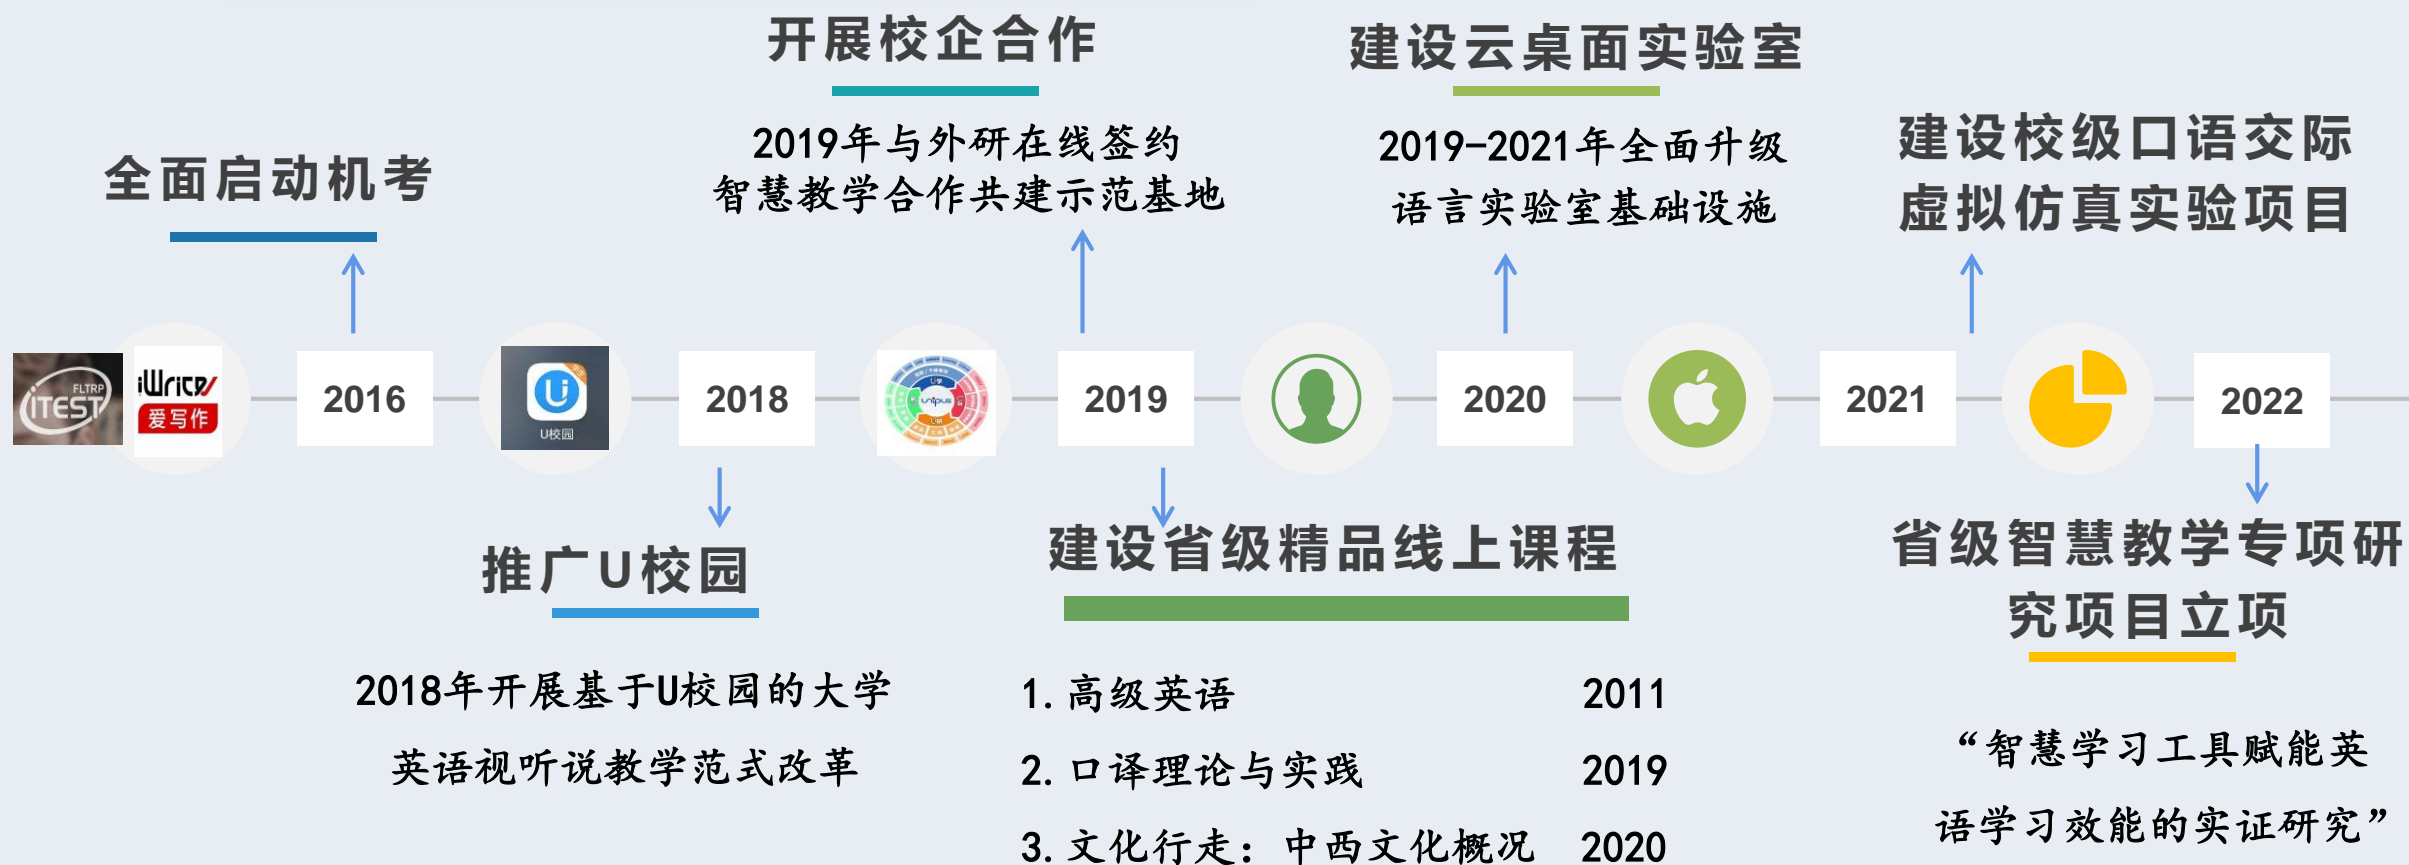 开展校企合作
2019年与外研在线签约
智慧教学合作共建示范基地
建设云桌面实验室
2019-2021年全面升级
语言实验室基础设施
全面启动机考
建设校级口语交际
虚拟仿真实验项目
FLTRP
iTEST
iWrite
爱写作
2016
U校园
2018
unipus
2019
2020
2021
2022
推广U校园
2018年开展基于U校园的大学
英语视听说教学范式改革
建设省级精品线上课程
1.高级英语 2011
2.口译理论与实践 2019
3.文化行走：中西文化概况 2020
省级智慧教学专项研
究项目立项
“智慧学习工具赋能英
语学习效能的实证研究”